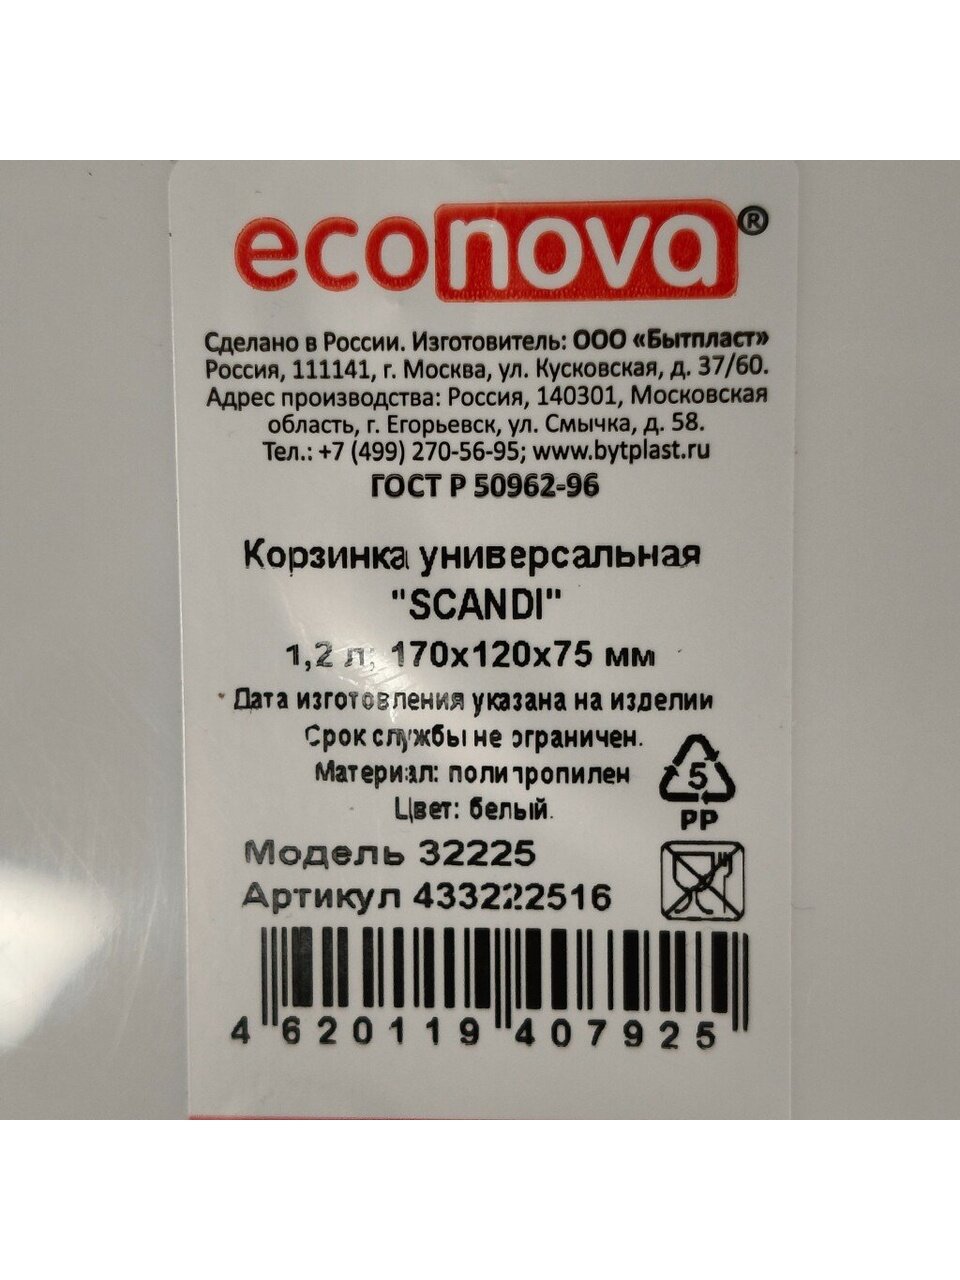 econova®
Сделано в России. Изготовитель: ООО «Бытпласт»
Россия, 111141, г. Москва, ул. Кусковская, д. 37/60.
Адрес производства: Россия, 140301, Московская
область, г. Егорьевск, ул. Смычка, д. 58.
Тел.: +7 (499) 270-56-95; www.bytplast.ru
ГОСТ Р 50962-96
Корзинка универсальная
"SCANDI"
1,2 л; 170x120x75 мм
Дата изготовления указана на изделии
Срок службы не ограничен.
Материал: полипропилен
Цвет: белый.
5
PP
Модель 32225
Артикул 433222516
4 620119 407925